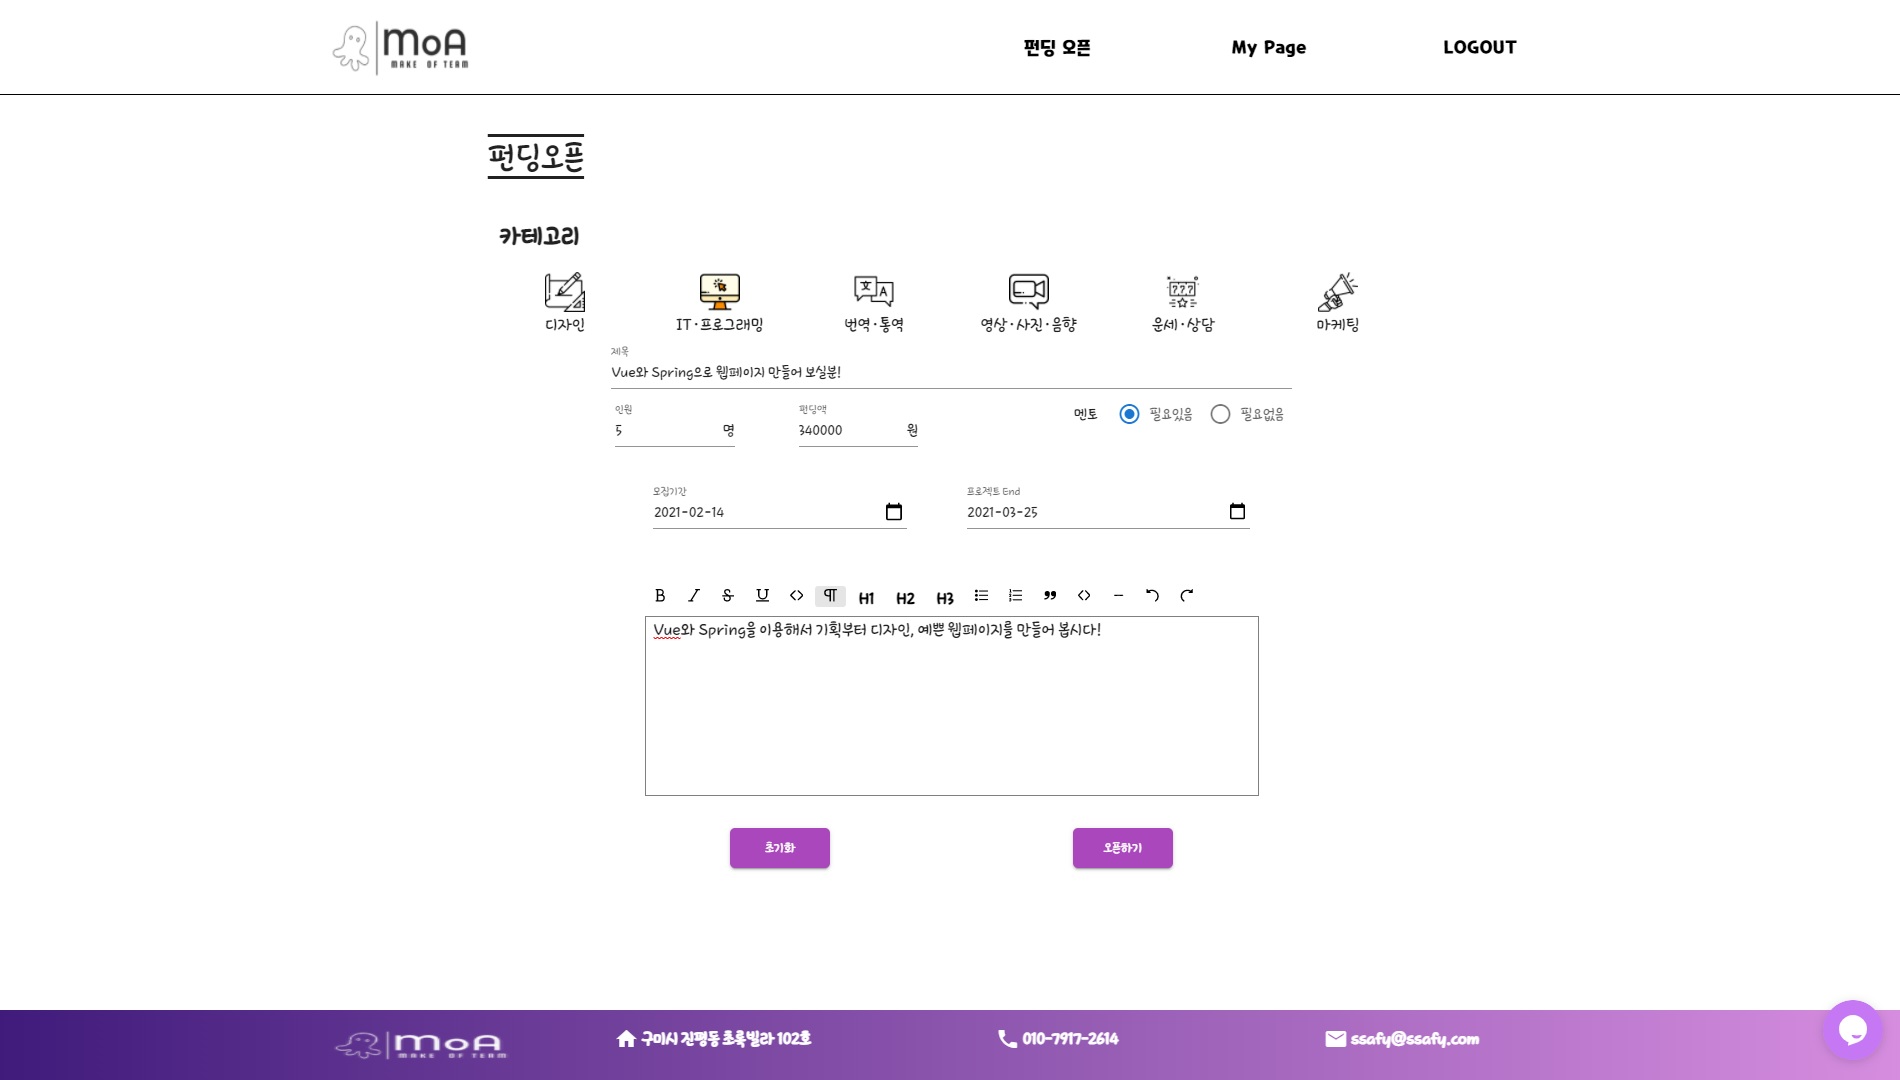 MOA
MAKE OF TEAM
펀딩 오픈
My Page
LOGOUT
펀딩오픈
카테고리
디자인
IT·프로그래밍
번역·통역
영상·사진·음향
운세·상담
마케팅
제목
Vue와 Spring으로 웹페이지 만들어 보실분!
인원
5 명
펀딩액
340000 원
멘토 필요있음 필요없음
모집기간
2021-02-14
프로젝트 End
2021-03-25
B I S U <> ¶ H1 H2 H3
Vue와 Spring을 이용해서 기획부터 디자인, 예쁜 웹페이지를 만들어 봅시다!
초기화
오픈하기
MOA
MAKE OF TEAM
구미시 진평동 초록빌라 102호
010-7917-2614
ssafy@ssafy.com